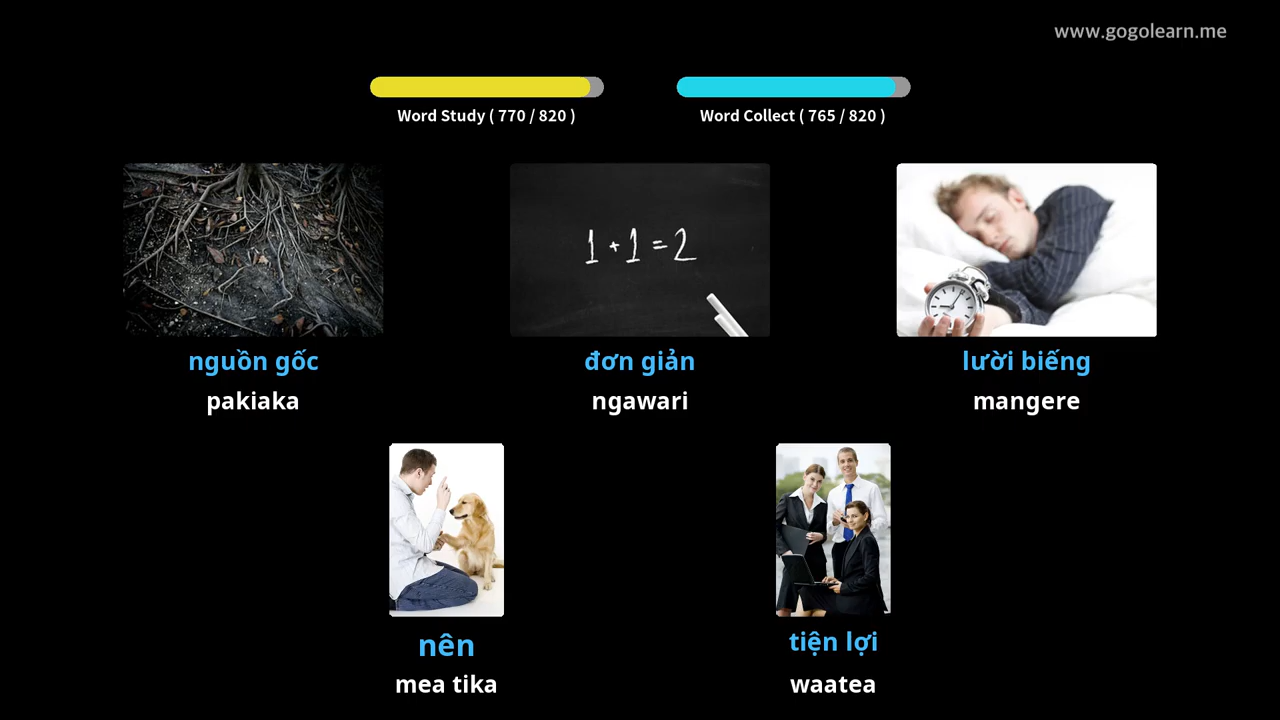 www.gogolearn.me
Word Study ( 770 / 820 )
Word Collect ( 765 / 820 )
1+1=2
nguồn gốc
pakiaka
đơn giản
ngawari
lười biếng
mangere
nên
mea tika
tiện lợi
waatea